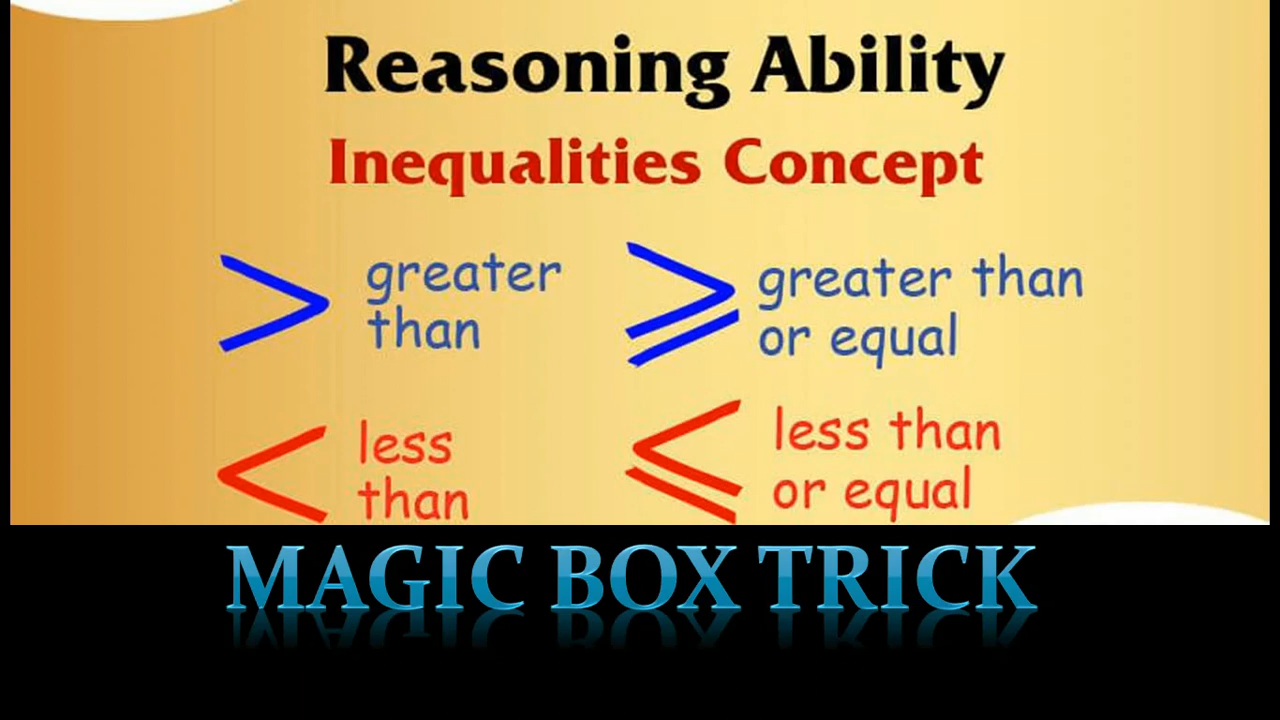 Reasoning Ability
Inequalities Concept
> greater than
⩾ greater than or equal
< less than
⩽ less than or equal
MAGIC BOX TRICK